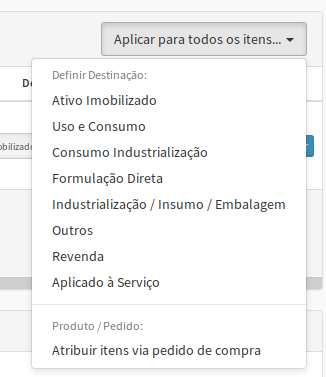 Aplicar para todos os itens...
Definir Destinação:
Ativo Imobilizado
Uso e Consumo
Consumo Industrialização
Formulação Direta
Industrialização / Insumo / Embalagem
Outros
Revenda
Aplicado à Serviço
Produto / Pedido:
Atribuir itens via pedido de compra